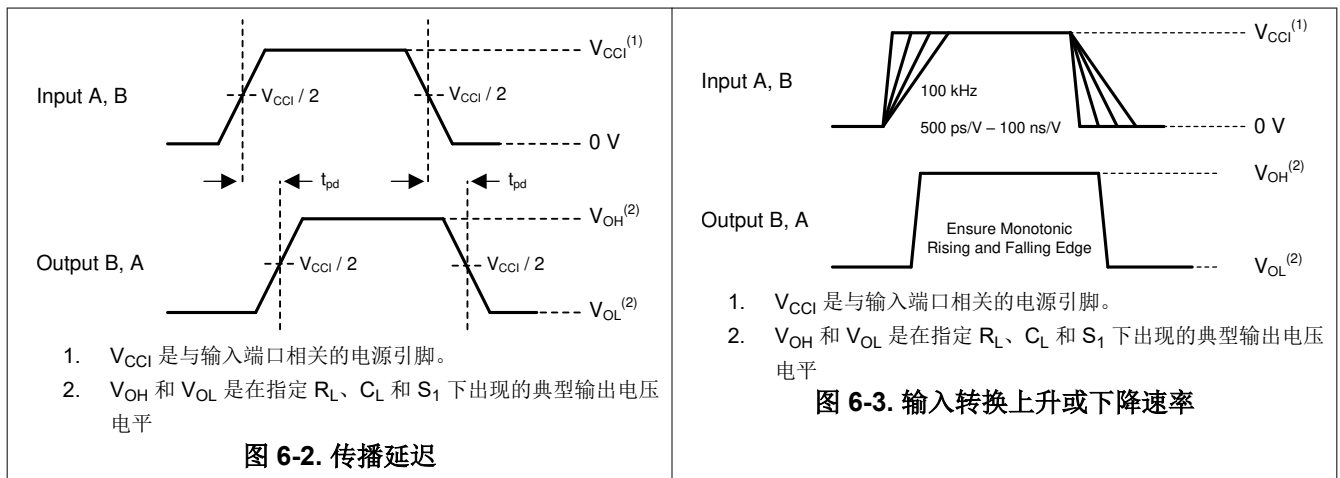 V_CCI^(1)
Input A, B
V_CCI / 2
V_CCI / 2
0 V
t_pd
t_pd
V_OH^(2)
Output B, A
V_CCI / 2
V_CCI / 2
V_OL^(2)
1. V_CCI 是与输入端口相关的电源引脚。
2. V_OH 和 V_OL 是在指定 R_L、C_L 和 S_1 下出现的典型输出电压
电平
图 6-2. 传播延迟
V_CCI^(1)
Input A, B
100 kHz
500 ps/V – 100 ns/V
0 V
V_OH^(2)
Output B, A
Ensure Monotonic
Rising and Falling Edge
V_OL^(2)
1. V_CCI 是与输入端口相关的电源引脚。
2. V_OH 和 V_OL 是在指定 R_L、C_L 和 S_1 下出现的典型输出电压
电平
图 6-3. 输入转换上升或下降速率